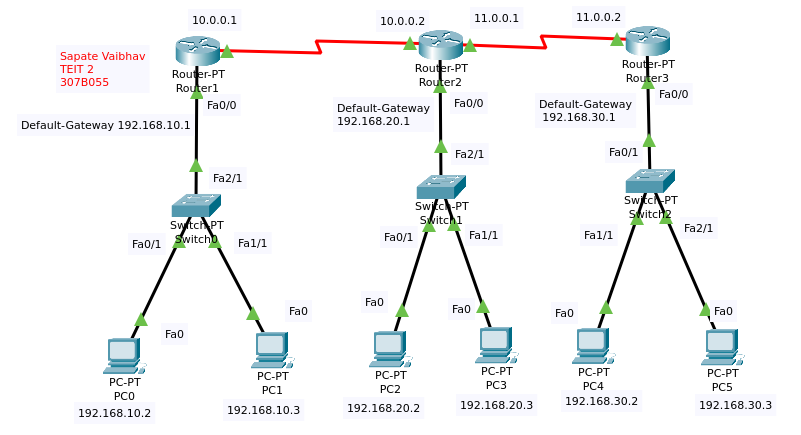 10.0.0.1
10.0.0.2
11.0.0.1
11.0.0.2
Sapate Vaibhav
TEIT 2
307B055
Router-PT
Router1
Router-PT
Router2
Router-PT
Router3
Fa0/0
Default-Gateway 192.168.10.1
Default-Gateway
192.168.20.1
Fa0/0
Default-Gateway
192.168.30.1
Fa0/0
Fa2/1
Fa2/1
Fa0/1
Switch-PT
Switch0
Switch-PT
Switch1
Switch-PT
Switch2
Fa0/1
Fa1/1
Fa0/1
Fa1/1
Fa1/1
Fa2/1
Fa0
Fa0
Fa0
Fa0
Fa0
Fa0
PC-PT
PC0
192.168.10.2
PC-PT
PC1
192.168.10.3
PC-PT
PC2
192.168.20.2
PC-PT
PC3
192.168.20.3
PC-PT
PC4
192.168.30.2
PC-PT
PC5
192.168.30.3